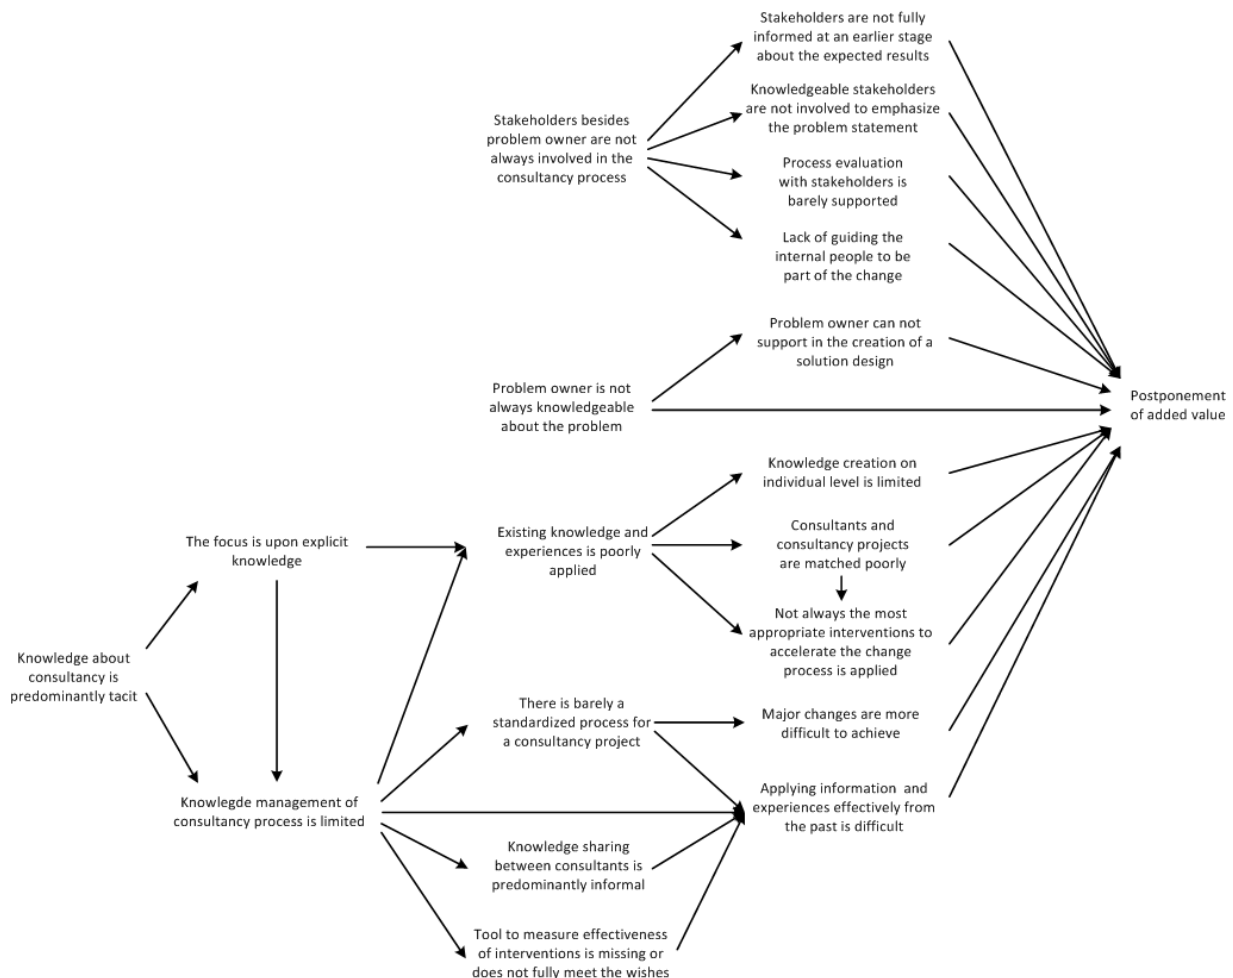 Stakeholders are not fully
informed at an earlier stage
about the expected results
Knowledgeable stakeholders
are not involved to emphasize
the problem statement
Stakeholders besides
problem owner are not
always involved in the
consultancy process
Process evaluation
with stakeholders is
barely supported
Lack of guiding the
internal people to be
part of the change
Problem owner can not
support in the creation of a
solution design
Problem owner is not
always knowledgeable
about the problem
Postponement
of added value
Knowledge creation on
individual level is limited
The focus is upon explicit
knowledge
Existing knowledge and
experiences is poorly
applied
Consultants and
consultancy projects
are matched poorly
Not always the most
appropriate interventions to
accelerate the change
process is applied
Knowledge about
consultancy is
predominantly tacit
There is barely a
standardized process for
a consultancy project
Major changes are more
difficult to achieve
Knowlegde management of
consultancy process is limited
Applying information and
experiences effectively from
the past is difficult
Knowledge sharing
between consultants is
predominantly informal
Tool to measure effectiveness
of interventions is missing or
does not fully meet the wishes